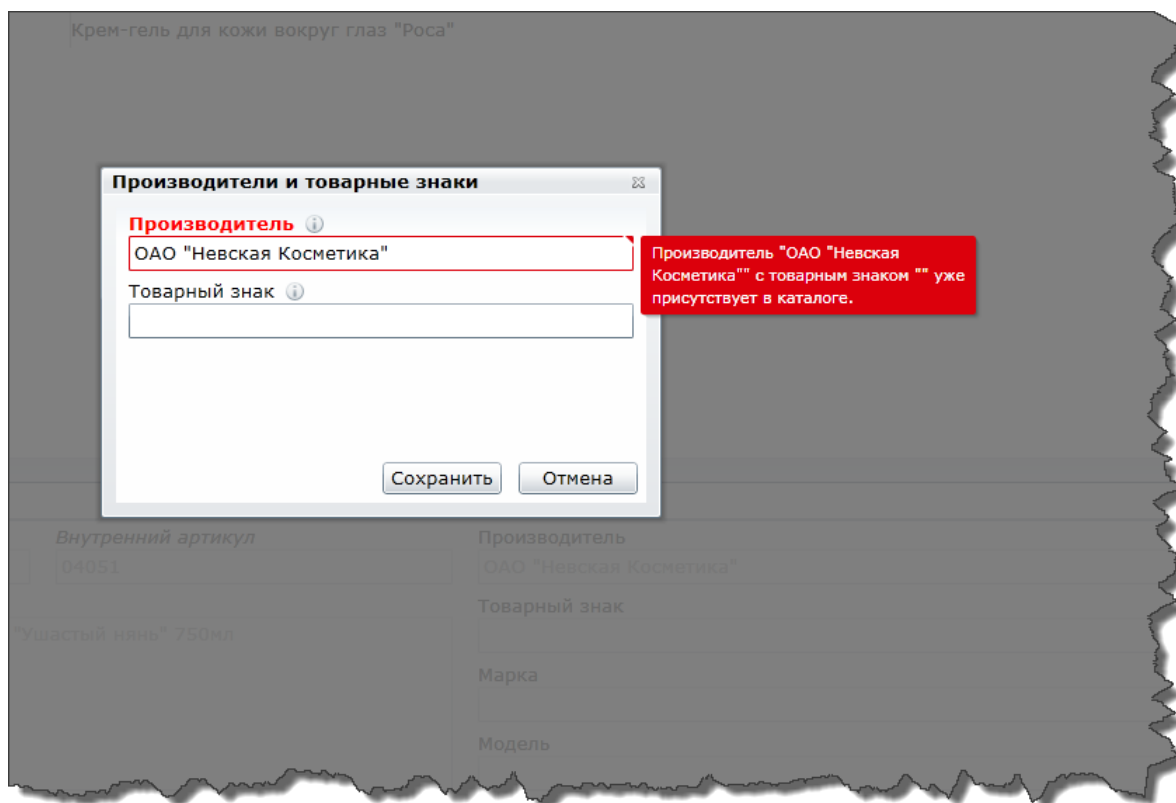 Крем-гель для кожи вокруг глаз "Роса"
Производители и товарные знаки
Производитель
ОАО "Невская Косметика"
Производитель "ОАО "Невская
Косметика"" с товарным знаком "" уже
присутствует в каталоге.
Товарный знак
Сохранить
Отмена
Внутренний артикул
Производитель
04051
ОАО "Невская Косметика"
Товарный знак
"Ушастый нянь" 750мл
Марка
Модель